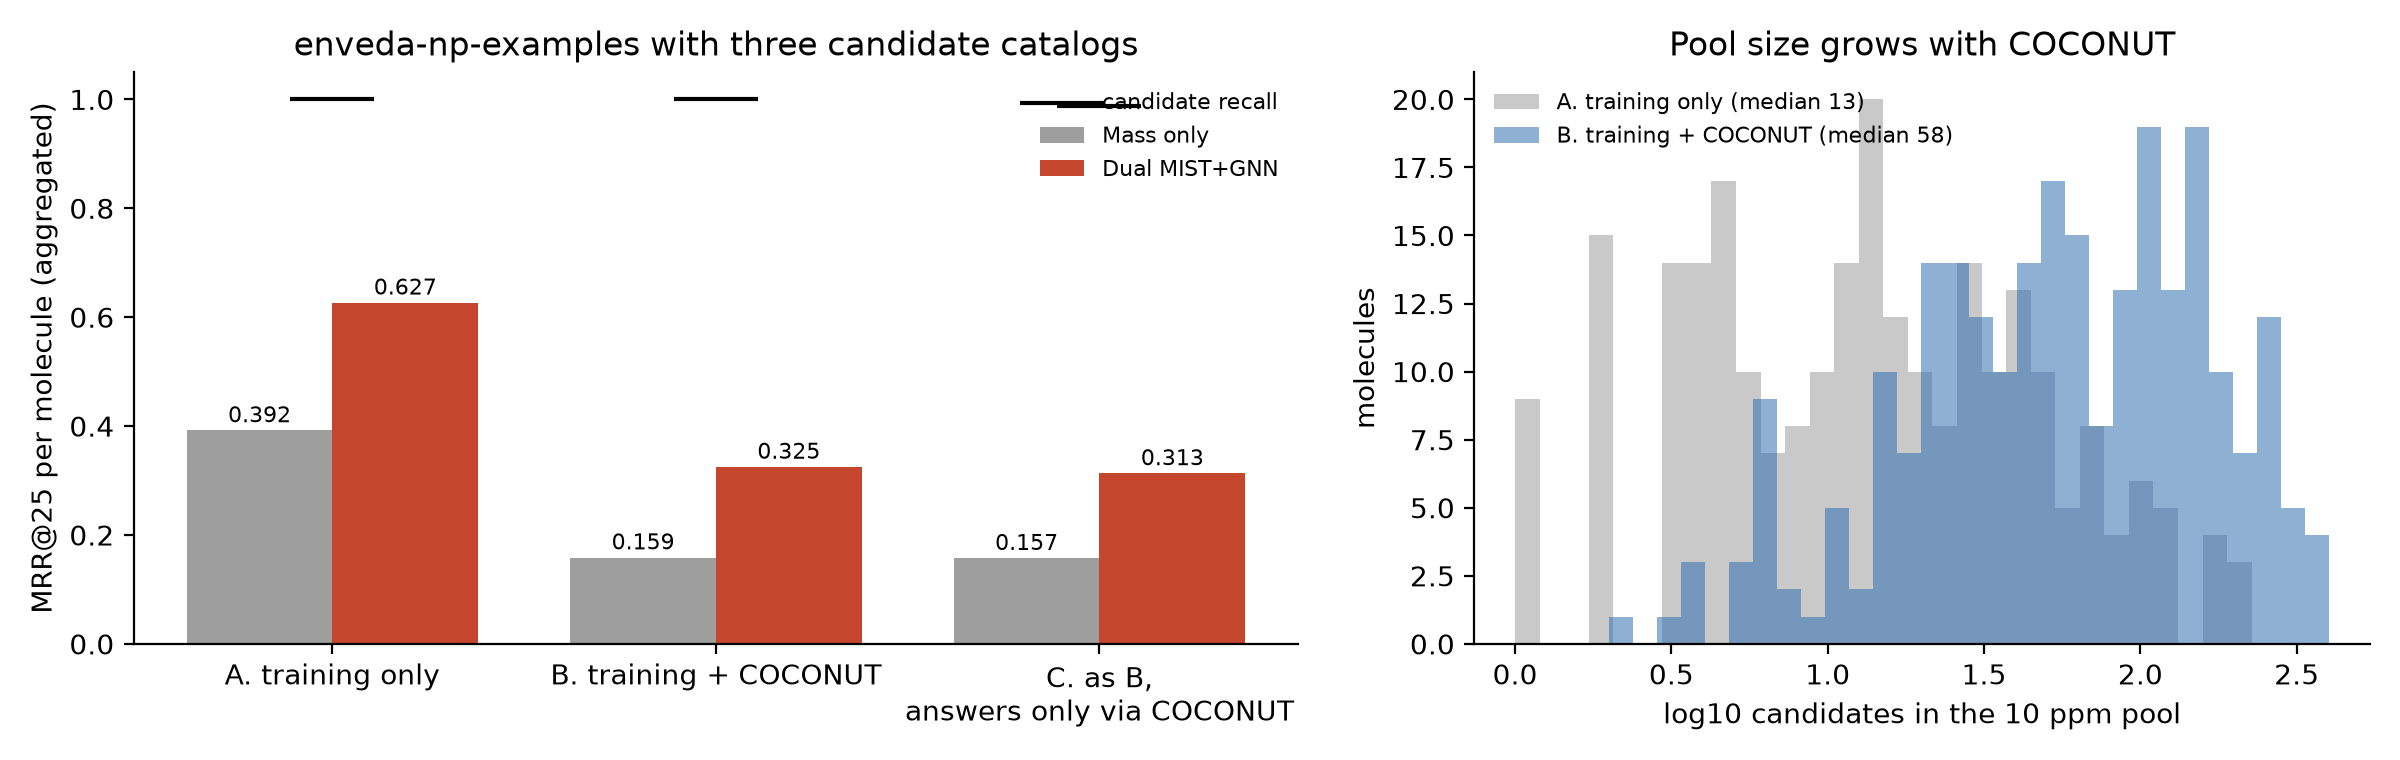 enveda-np-examples with three candidate catalogs
MRR@25 per molecule (aggregated)
1.0
0.8
0.6
0.4
0.2
0.0
candidate recall
Mass only
Dual MIST+GNN
0.392
0.627
0.159
0.325
0.157
0.313
A. training only
B. training + COCONUT
C. as B,
answers only via COCONUT
Pool size grows with COCONUT
molecules
20.0
17.5
15.0
12.5
10.0
7.5
5.0
2.5
0.0
A. training only (median 13)
B. training + COCONUT (median 58)
0.0
0.5
1.0
1.5
2.0
2.5
log10 candidates in the 10 ppm pool